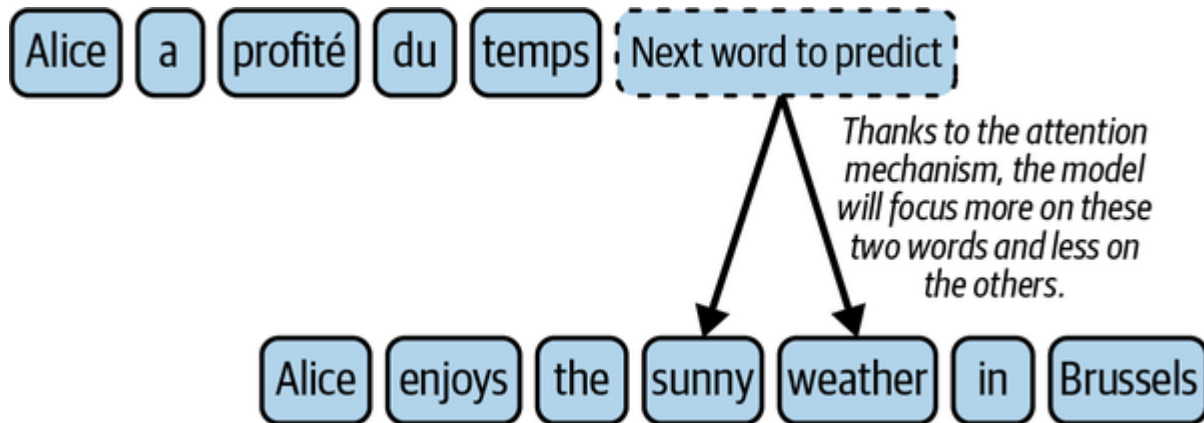 Alice a profité du temps Next word to predict
Thanks to the attention
mechanism, the model
will focus more on these
two words and less on
the others.
Alice enjoys the sunny weather in Brussels